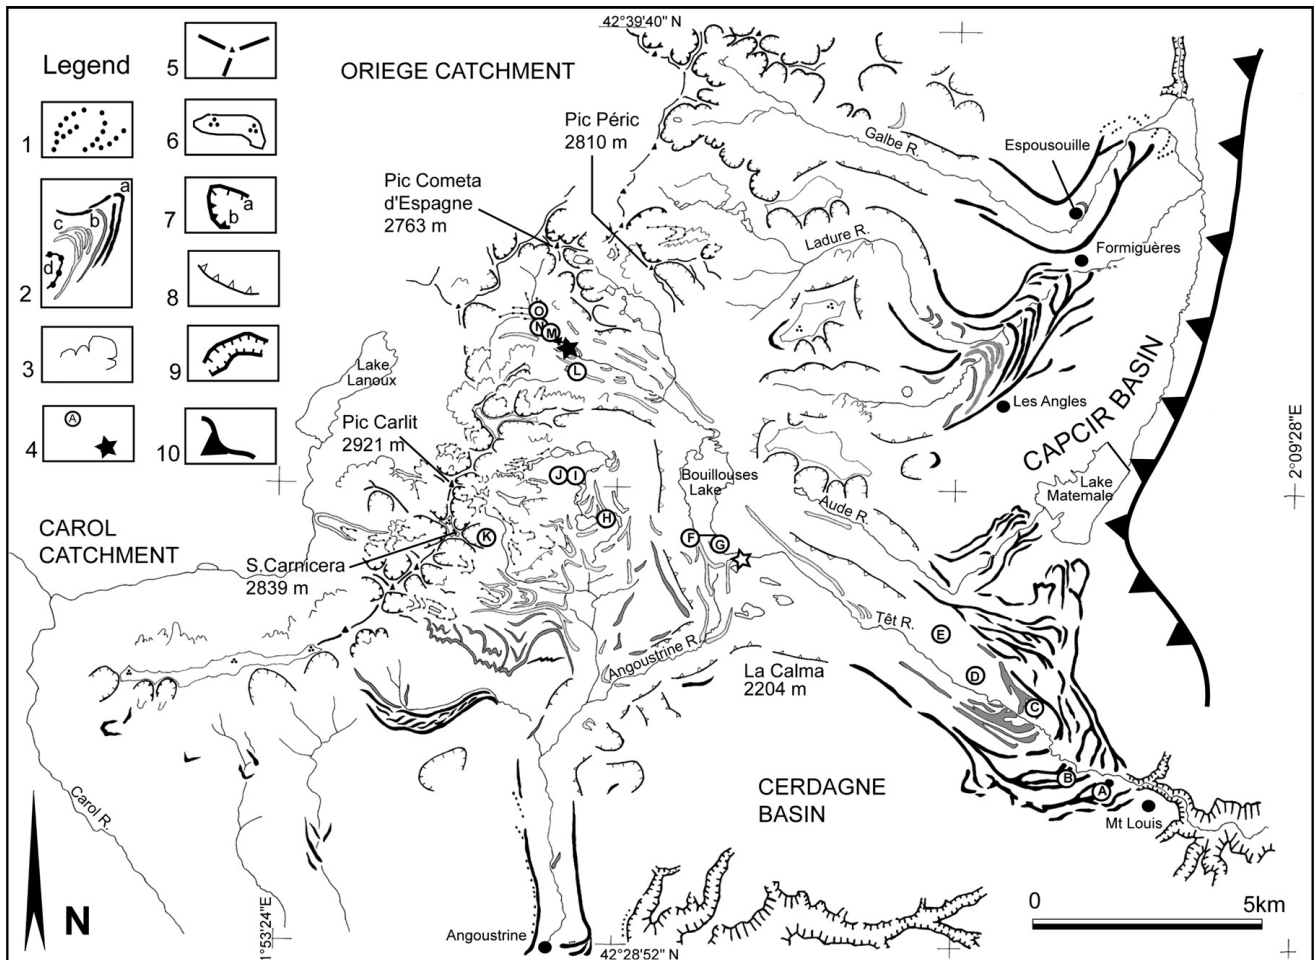 42°39'40" N
Legend
1
2
a
b
c
d
3
4
A
5
6
7
a
b
8
9
10
ORIEGE CATCHMENT
Pic Péric
2810 m
Pic Cometa
d'Espagne
2763 m
Galbe R.
Espousouille
Ladure R.
Formiguères
O
N
M
L
Lake
Lanoux
Pic Carlit
2921 m
Les Angles
CAPCIR BASIN
2°09'28"E
J
I
H
Bouillouses
Lake
Lake
Matemale
Aude R.
CAROL
CATCHMENT
K
F
G
S.Carnicera
2839 m
Têt R.
E
D
C
Angoustrine R.
La Calma
2204 m
CERDAGNE
BASIN
B
A
Mt Louis
Carol R.
N
1°53'24"E
Angoustrine
42°28'52" N
0
5km